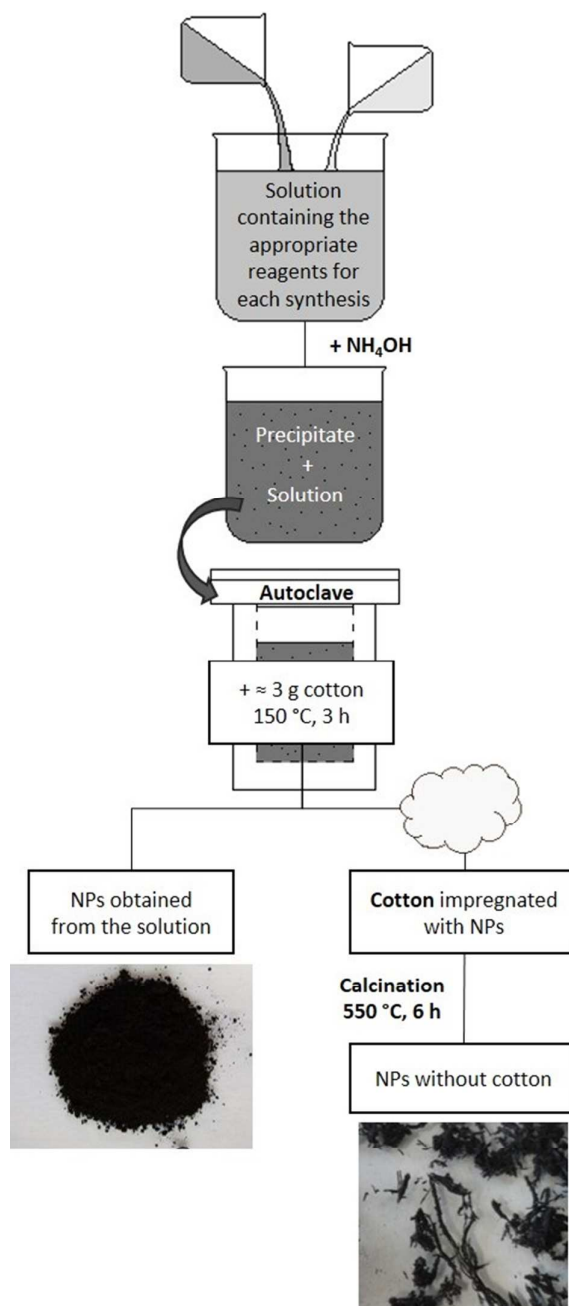 Solution
containing the
appropriate
reagents for
each synthesis
+ NH₄OH
Precipitate
+
Solution
Autoclave
+ ≈ 3 g cotton
150 °C, 3 h
NPs obtained
from the solution
Cotton impregnated
with NPs
Calcination
550 °C, 6 h
NPs without cotton